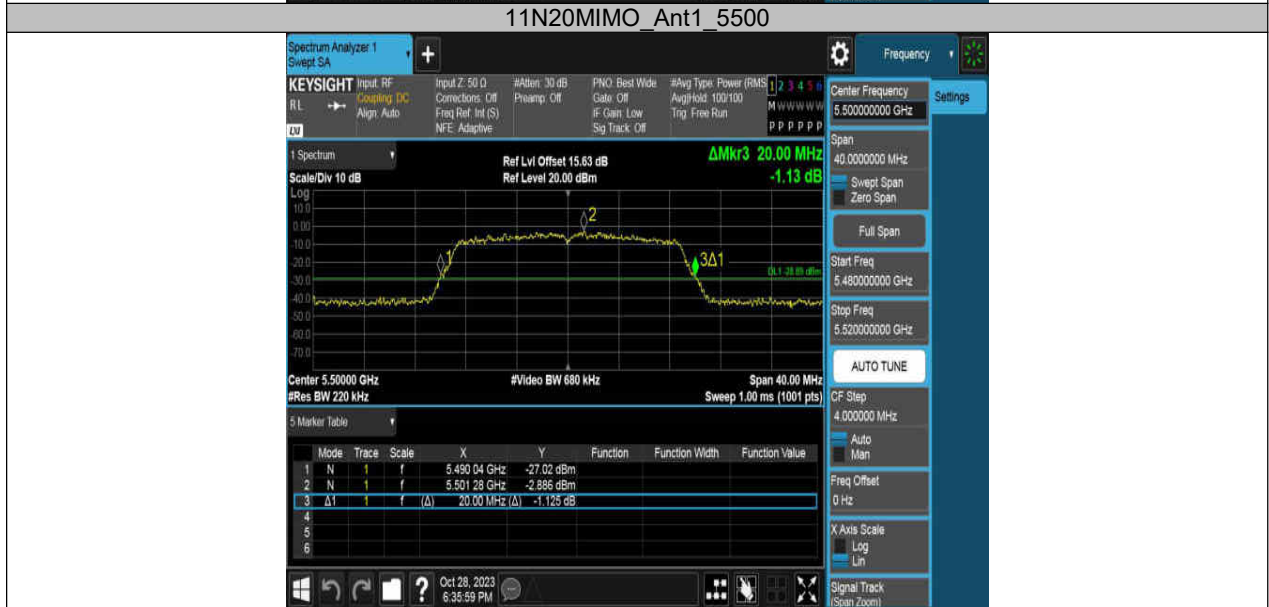 11N20MIMO_Ant1_5500
Spectrum Analyzer 1
Swept SA
+
Frequency
KEYSIGHT
RL
LXI
Input: RF
Coupling: DC
Align: Auto
Input Z: 50 Ω
Corrections: Off
Freq Ref: Int (S)
NFE: Adaptive
#Atten: 30 dB
Preamp: Off
PNO: Best Wide
Gate: Off
IF Gain: Low
Sig Track: Off
#Avg Type: Power (RMS
Avg|Hold: 100/100
Trig: Free Run
1 2 3 4 5 6
M W W W W W
P P P P P P
1 Spectrum
Scale/Div 10 dB
Ref Lvl Offset 15.63 dB
Ref Level 20.00 dBm
ΔMkr3 20.00 MHz
-1.13 dB
Log
10.0
0.00
-10.0
-20.0
-30.0
-40.0
-50.0
-60.0
-70.0
1
2
3Δ1
DL1 -28.89 dBm
Center 5.50000 GHz
#Video BW 680 kHz
Span 40.00 MHz
#Res BW 220 kHz
Sweep 1.00 ms (1001 pts)
5 Marker Table
Mode Trace Scale X Y Function Function Width Function Value
1 N 1 f 5.490 04 GHz -27.02 dBm
2 N 1 f 5.501 28 GHz -2.886 dBm
3 Δ1 1 f (Δ) 20.00 MHz (Δ) -1.125 dB
4
5
6
?
Oct 28, 2023
6:35:59 PM
Center Frequency
5.500000000 GHz
Settings
Span
40.0000000 MHz
Swept Span
Zero Span
Full Span
Start Freq
5.480000000 GHz
Stop Freq
5.520000000 GHz
AUTO TUNE
CF Step
4.000000 MHz
Auto
Man
Freq Offset
0 Hz
X Axis Scale
Log
Lin
Signal Track
(Span Zoom)